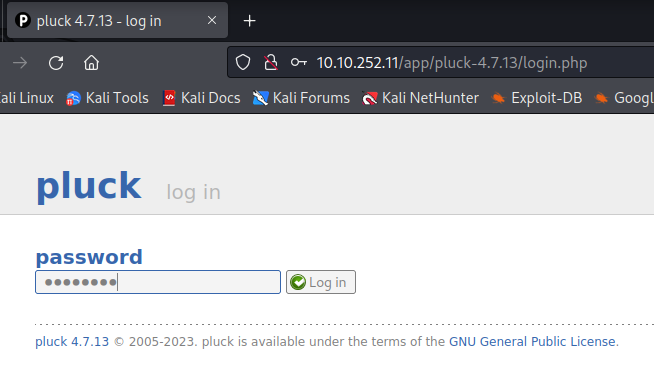 pluck 4.7.13 - log in
10.10.252.11/app/pluck-4.7.13/login.php
ali Linux Kali Tools Kali Docs Kali Forums Kali NetHunter Exploit-DB Googl
pluck log in
password
Log in
pluck 4.7.13 © 2005-2023. pluck is available under the terms of the GNU General Public License.